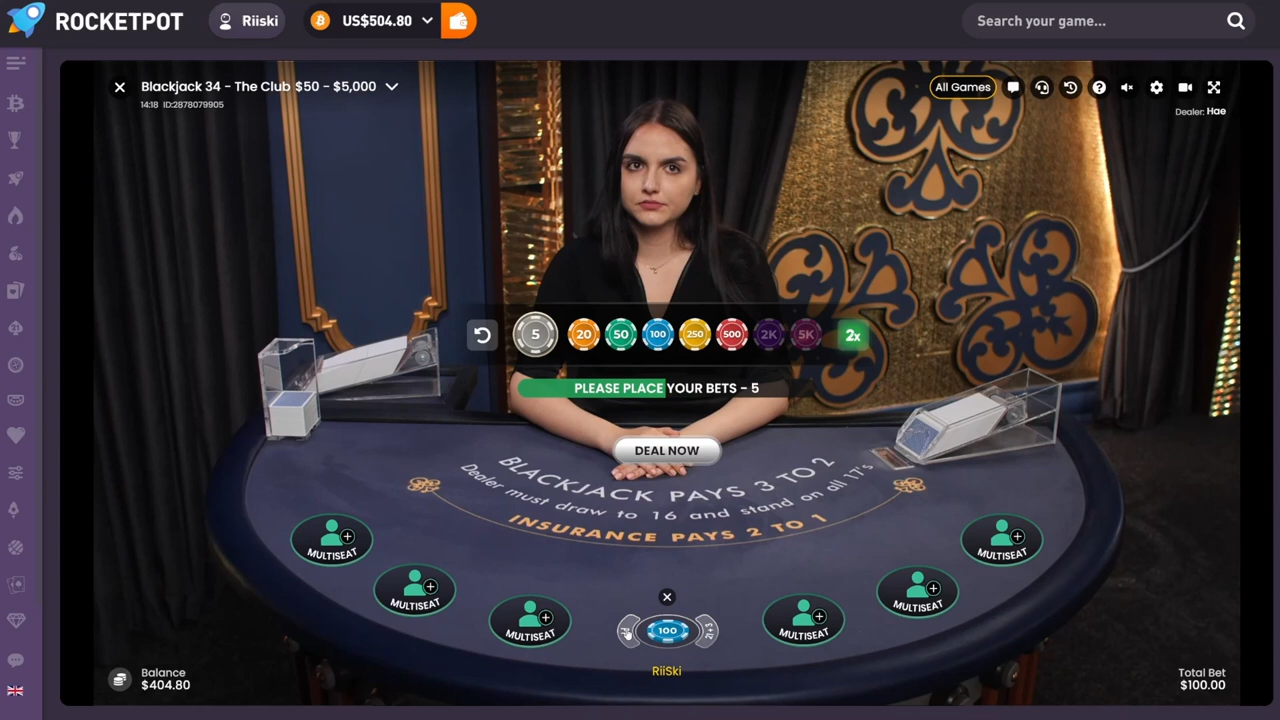 ROCKETPOT
Riiski
US$504.80
Search your game...
Blackjack 34 - The Club $50 - $5,000
14:18 ID:2878079905
All Games
Dealer: Hae
5 20 50 100 250 500 2K 5K 2x
PLEASE PLACE YOUR BETS - 5
DEAL NOW
BLACKJACK PAYS 3 TO 2
Dealer must draw to 16 and stand on all 17's
INSURANCE PAYS 2 TO 1
MULTISEAT
MULTISEAT
MULTISEAT
100
21+3
MULTISEAT
MULTISEAT
MULTISEAT
RiiSki
Balance
$404.80
Total Bet
$100.00